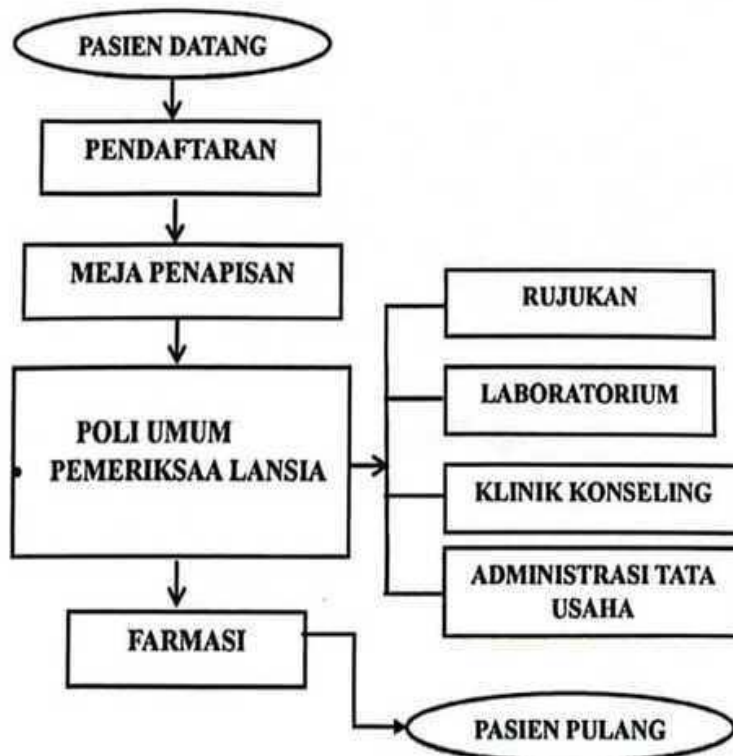 PASIEN DATANG
PENDAFTARAN
MEJA PENAPISAN
POLI UMUM
PEMERIKSAA LANSIA
FARMASI
RUJUKAN
LABORATORIUM
KLINIK KONSELING
ADMINISTRASI TATA
USAHA
PASIEN PULANG